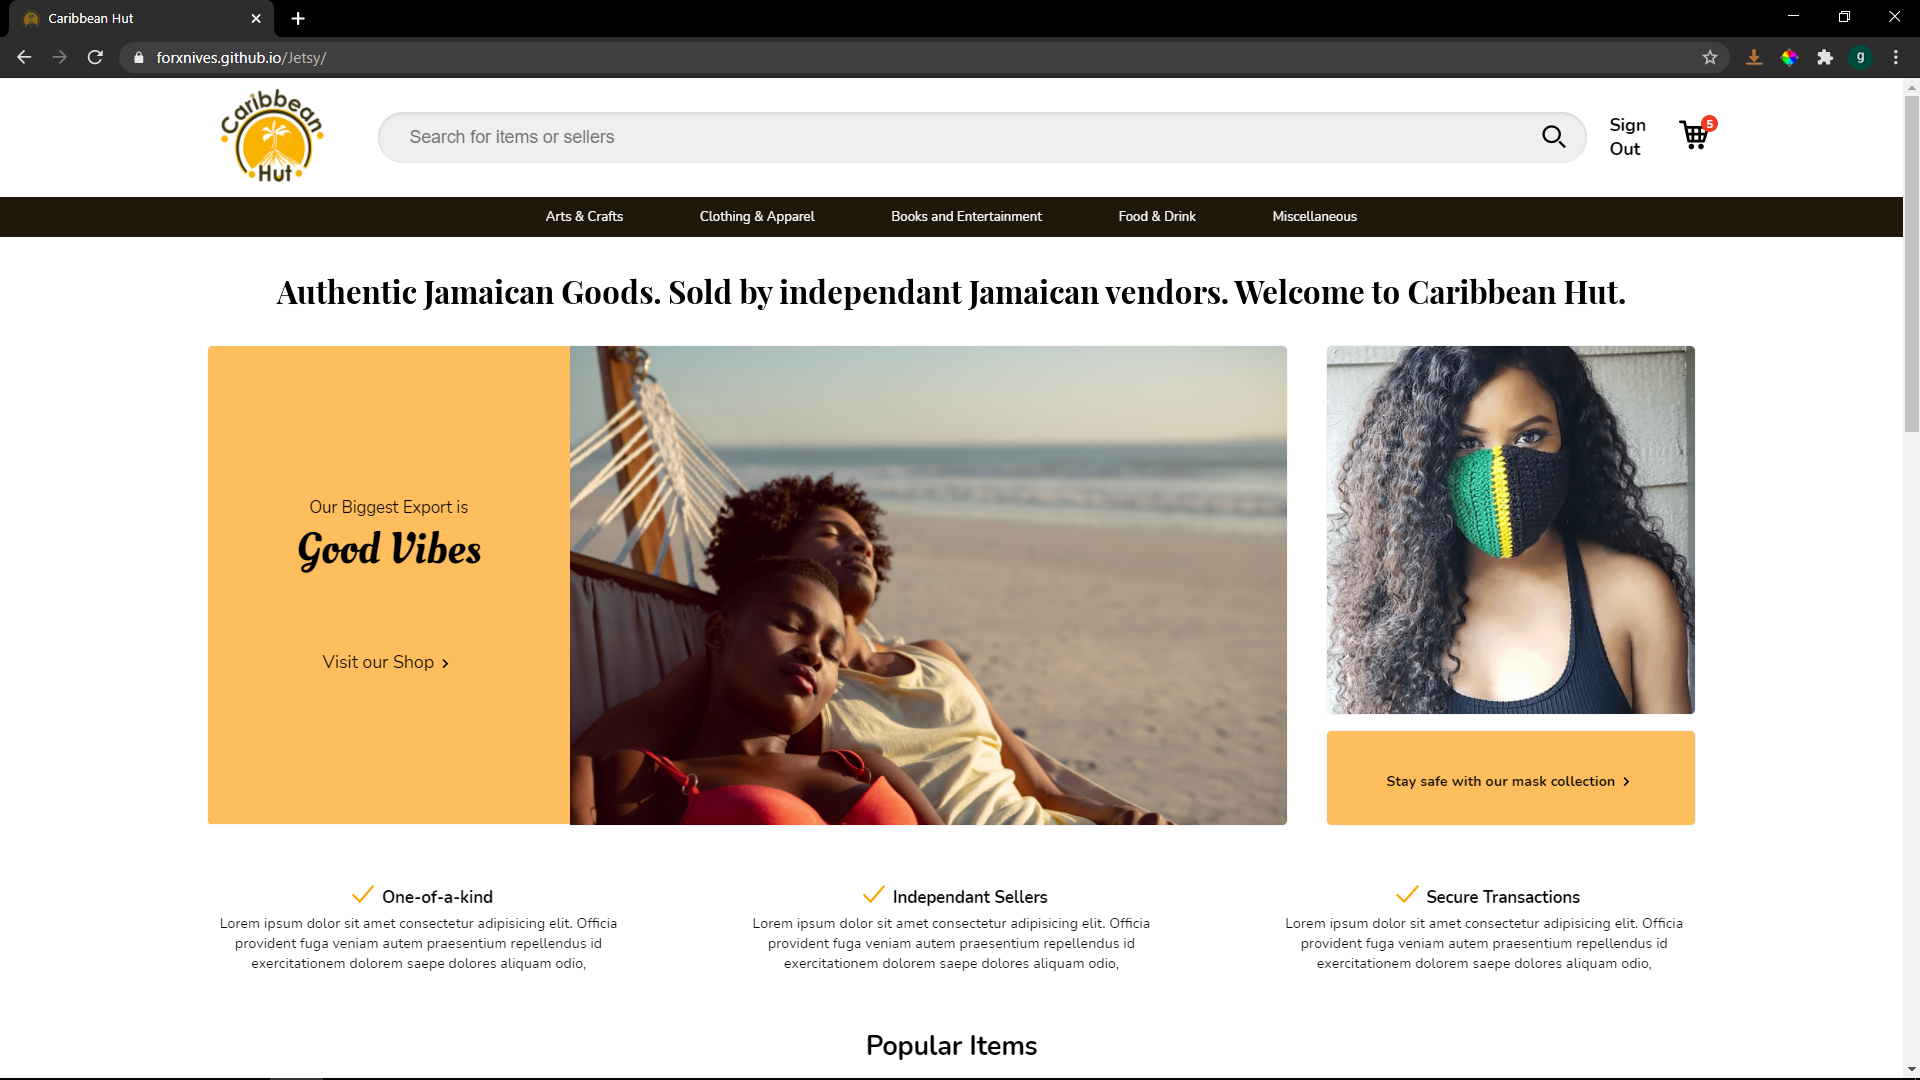 Caribbean Hut
forxnives.github.io/Jetsy/
g
Caribbean
Hut
Search for items or sellers
Sign
Out
5
Arts & Crafts
Clothing & Apparel
Books and Entertainment
Food & Drink
Miscellaneous
Authentic Jamaican Goods. Sold by independant Jamaican vendors. Welcome to Caribbean Hut.
Our Biggest Export is
Good Vibes
Visit our Shop
Stay safe with our mask collection
One-of-a-kind
Lorem ipsum dolor sit amet consectetur adipisicing elit. Officia
provident fuga veniam autem praesentium repellendus id
exercitationem dolorem saepe dolores aliquam odio,
Independant Sellers
Lorem ipsum dolor sit amet consectetur adipisicing elit. Officia
provident fuga veniam autem praesentium repellendus id
exercitationem dolorem saepe dolores aliquam odio,
Secure Transactions
Lorem ipsum dolor sit amet consectetur adipisicing elit. Officia
provident fuga veniam autem praesentium repellendus id
exercitationem dolorem saepe dolores aliquam odio,
Popular Items